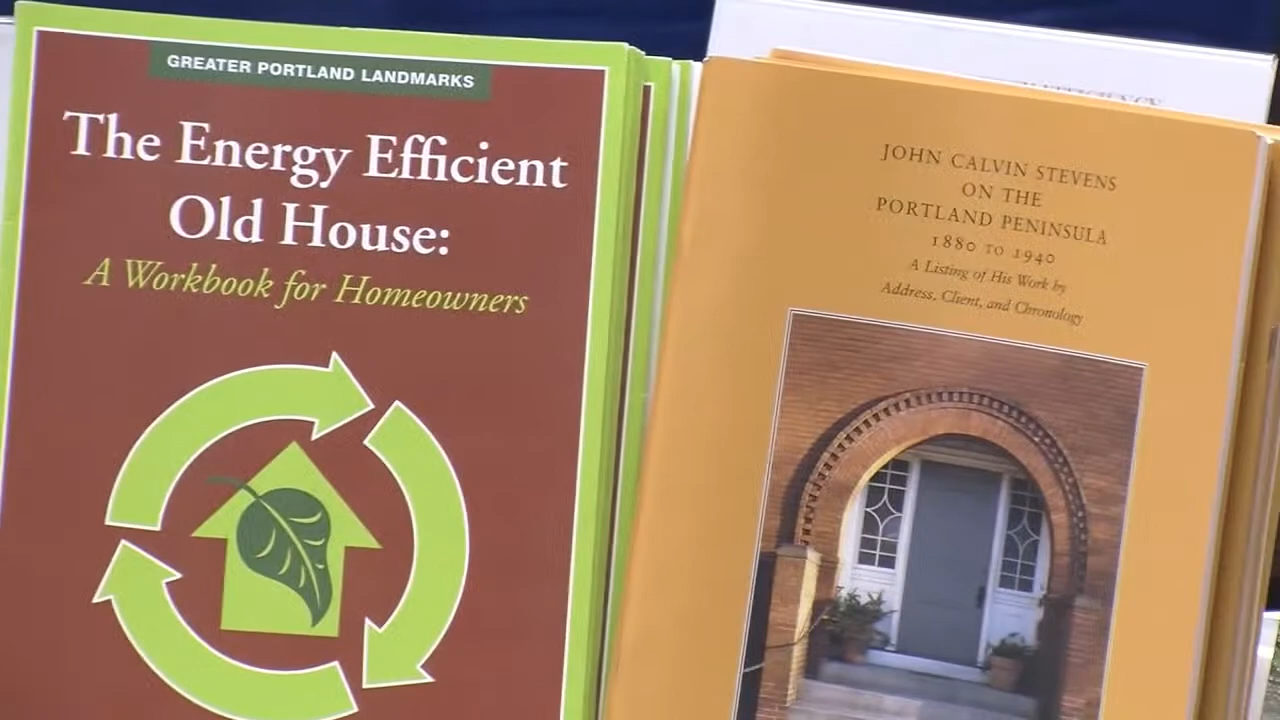 GREATER PORTLAND LANDMARKS
The Energy Efficient
Old House:
A Workbook for Homeowners
JOHN CALVIN STEVENS
ON THE
PORTLAND PENINSULA
1880 TO 1940
A Listing of His Work by
Address, Client, and Chronology